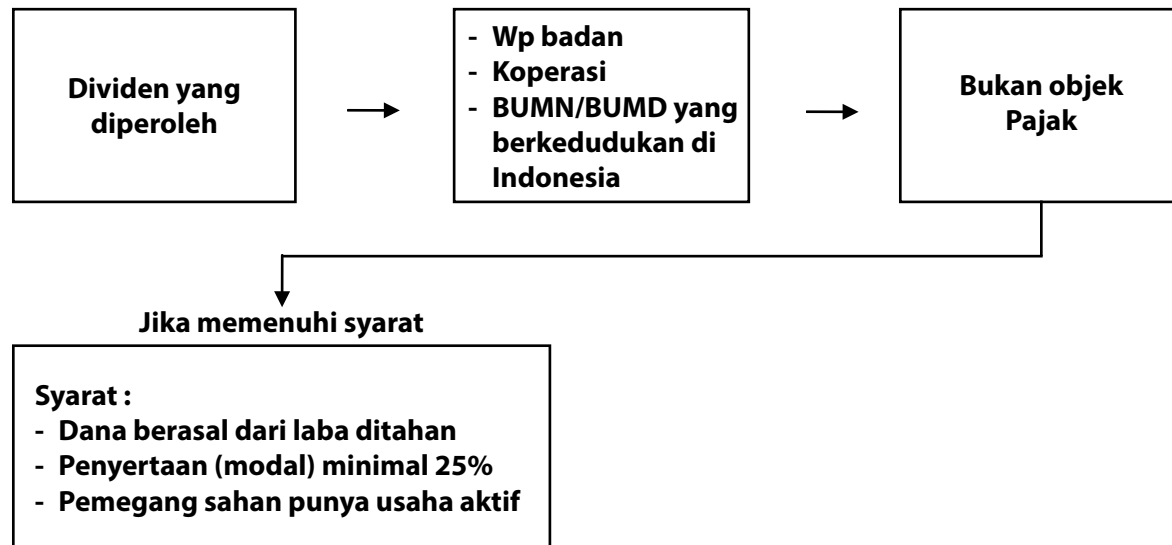 Dividen yang
diperoleh
- Wp badan
- Koperasi
- BUMN/BUMD yang
berkedudukan di
Indonesia
Bukan objek
Pajak
Jika memenuhi syarat
Syarat :
- Dana berasal dari laba ditahan
- Penyertaan (modal) minimal 25%
- Pemegang sahan punya usaha aktif